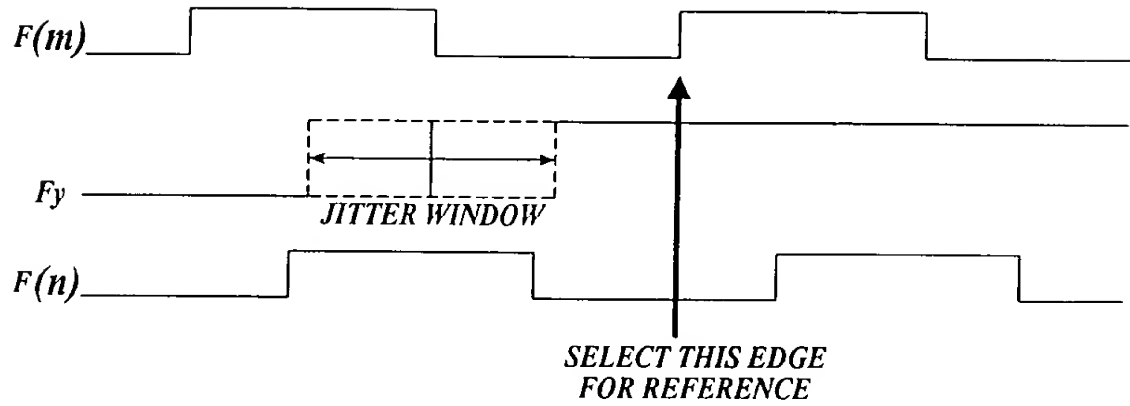 F(m)
Fy
JITTER WINDOW
F(n)
SELECT THIS EDGE
FOR REFERENCE